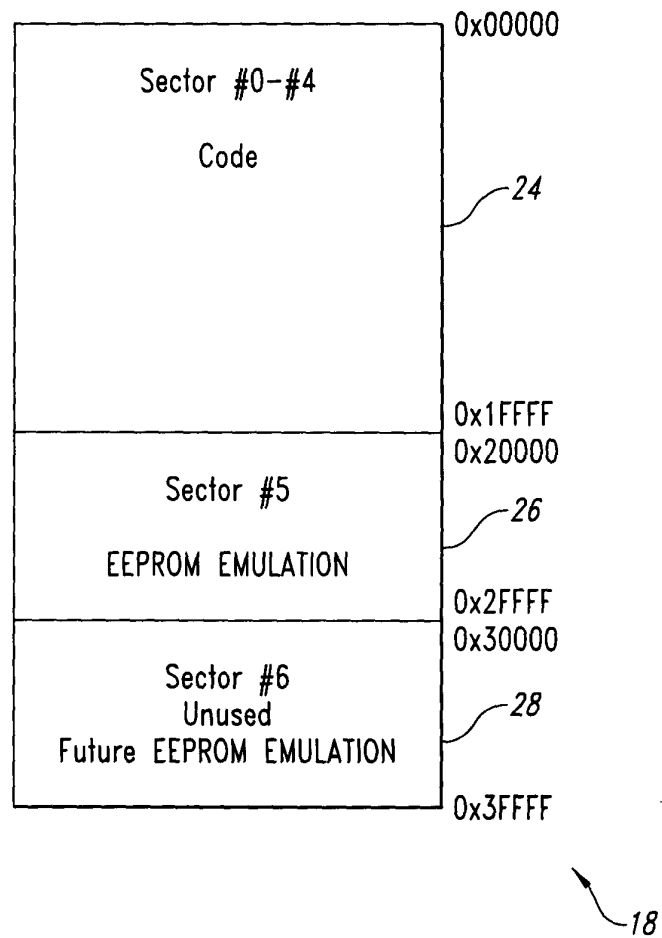 0x00000
Sector #0-#4
Code
24
0x1FFFF
0x20000
Sector #5
26
EEPROM EMULATION
0x2FFFF
0x30000
Sector #6
28
Unused
Future EEPROM EMULATION
0x3FFFF
18